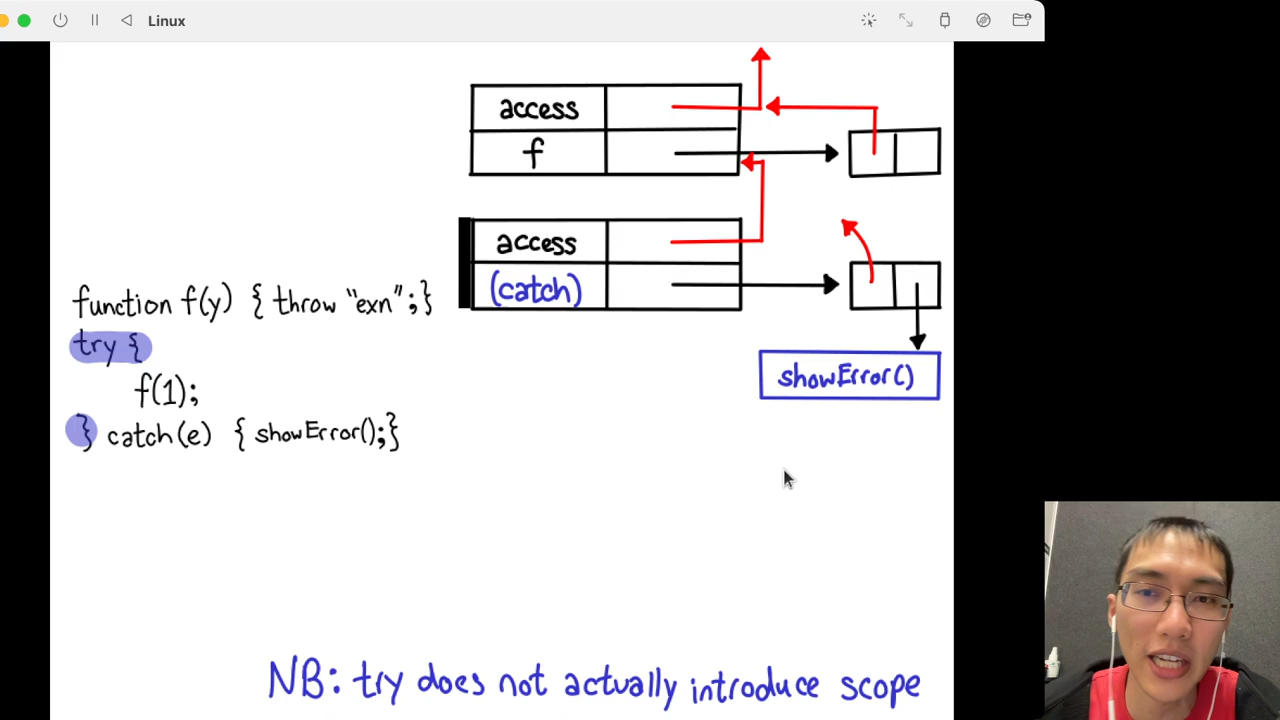 Linux
access
f
access
(catch)
function f(y) { throw "exn";}
try {
f(1);
} catch(e) { showError();}
showError()
NB: try does not actually introduce scope